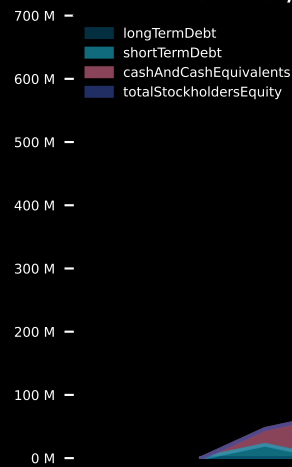 700 M
longTermDebt
shortTermDebt
600 M
cashAndCashEquivalents
totalStockholdersEquity
500 M
400 M
300 M
200 M
100 M
0 M